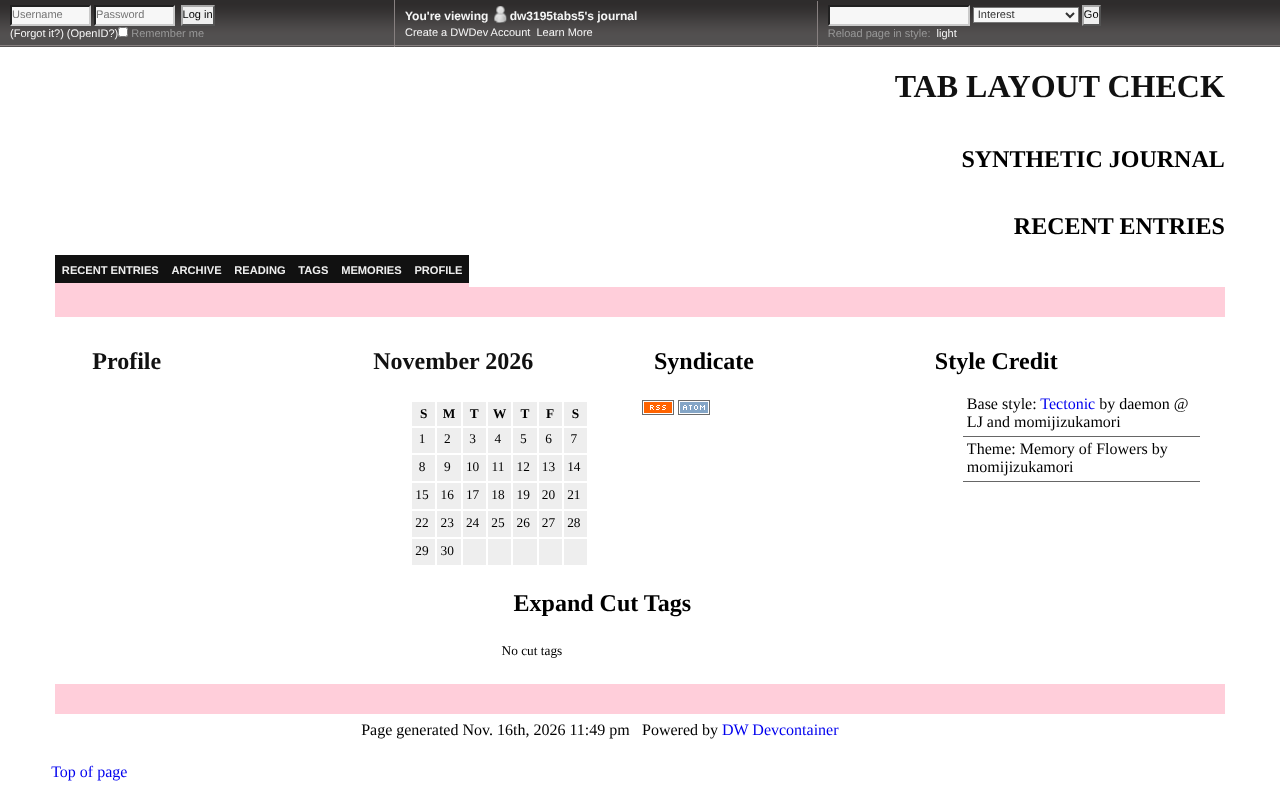 Username Password Log in
(Forgot it?) (OpenID?) Remember me
You're viewing dw3195tabs5's journal
Create a DWDev Account Learn More
Interest Go
Reload page in style: light
TAB LAYOUT CHECK
SYNTHETIC JOURNAL
RECENT ENTRIES
RECENT ENTRIES ARCHIVE READING TAGS MEMORIES PROFILE
Profile
November 2026
S M T W T F S
1 2 3 4 5 6 7
8 9 10 11 12 13 14
15 16 17 18 19 20 21
22 23 24 25 26 27 28
29 30
Syndicate
RSS ATOM
Style Credit
Base style: Tectonic by daemon @
LJ and momijizukamori
Theme: Memory of Flowers by
momijizukamori
Expand Cut Tags
No cut tags
Page generated Nov. 16th, 2026 11:49 pm Powered by DW Devcontainer
Top of page